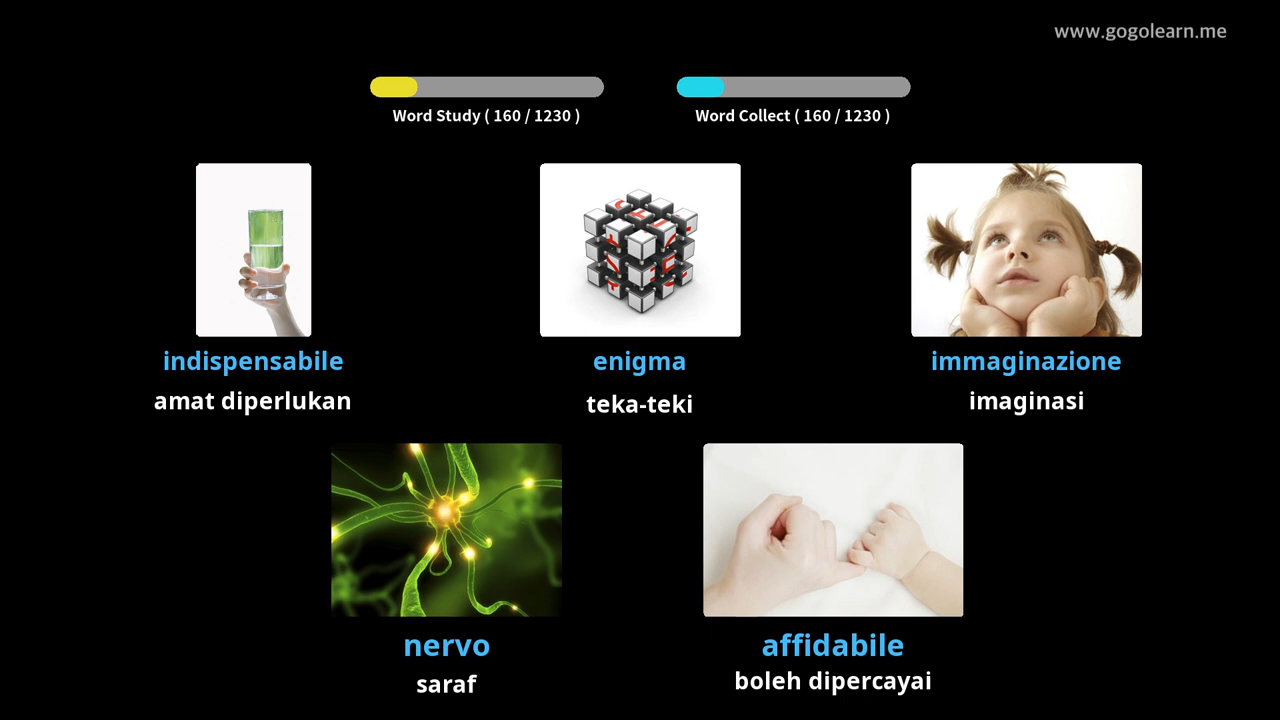 www.gogolearn.me
Word Study ( 160 / 1230 )
Word Collect ( 160 / 1230 )
indispensabile
amat diperlukan
enigma
teka-teki
immaginazione
imaginasi
nervo
saraf
affidabile
boleh dipercayai